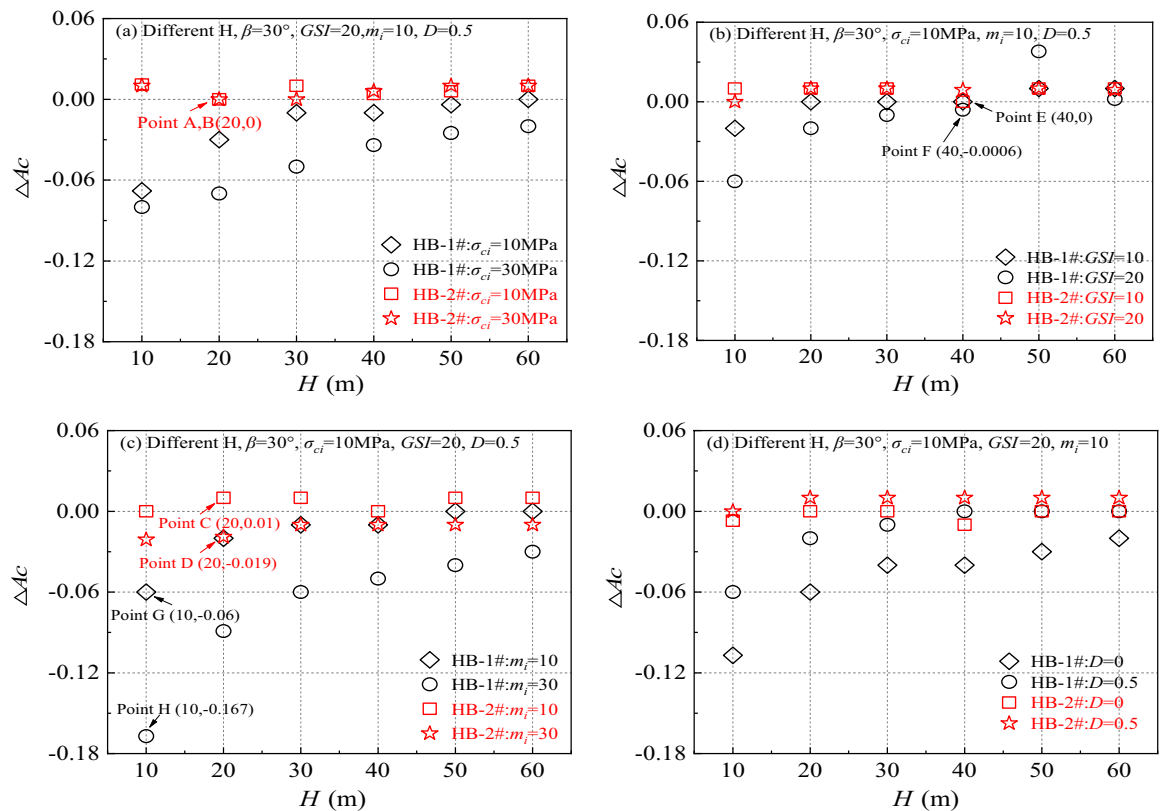 (a) Different H, β=30°, GSI=20,mi=10, D=0.5
0.06
0.00
-0.06
-0.12
-0.18
△Ac
Point A,B(20,0)
HB-1#:σci=10MPa
HB-1#:σci=30MPa
HB-2#:σci=10MPa
HB-2#:σci=30MPa
10 20 30 40 50 60
H (m)
(b) Different H, β=30°, σci=10MPa, mi=10, D=0.5
0.06
0.00
-0.06
-0.12
-0.18
△Ac
Point E (40,0)
Point F (40,-0.0006)
HB-1#:GSI=10
HB-1#:GSI=20
HB-2#:GSI=10
HB-2#:GSI=20
10 20 30 40 50 60
H (m)
(c) Different H, β=30°, σci=10MPa, GSI=20, D=0.5
0.06
0.00
-0.06
-0.12
-0.18
△Ac
Point C (20,0.01)
Point D (20,-0.019)
Point G (10,-0.06)
Point H (10,-0.167)
HB-1#:mi=10
HB-1#:mi=30
HB-2#:mi=10
HB-2#:mi=30
10 20 30 40 50 60
H (m)
(d) Different H, β=30°, σci=10MPa, GSI=20, mi=10
0.06
0.00
-0.06
-0.12
-0.18
△Ac
HB-1#:D=0
HB-1#:D=0.5
HB-2#:D=0
HB-2#:D=0.5
10 20 30 40 50 60
H (m)